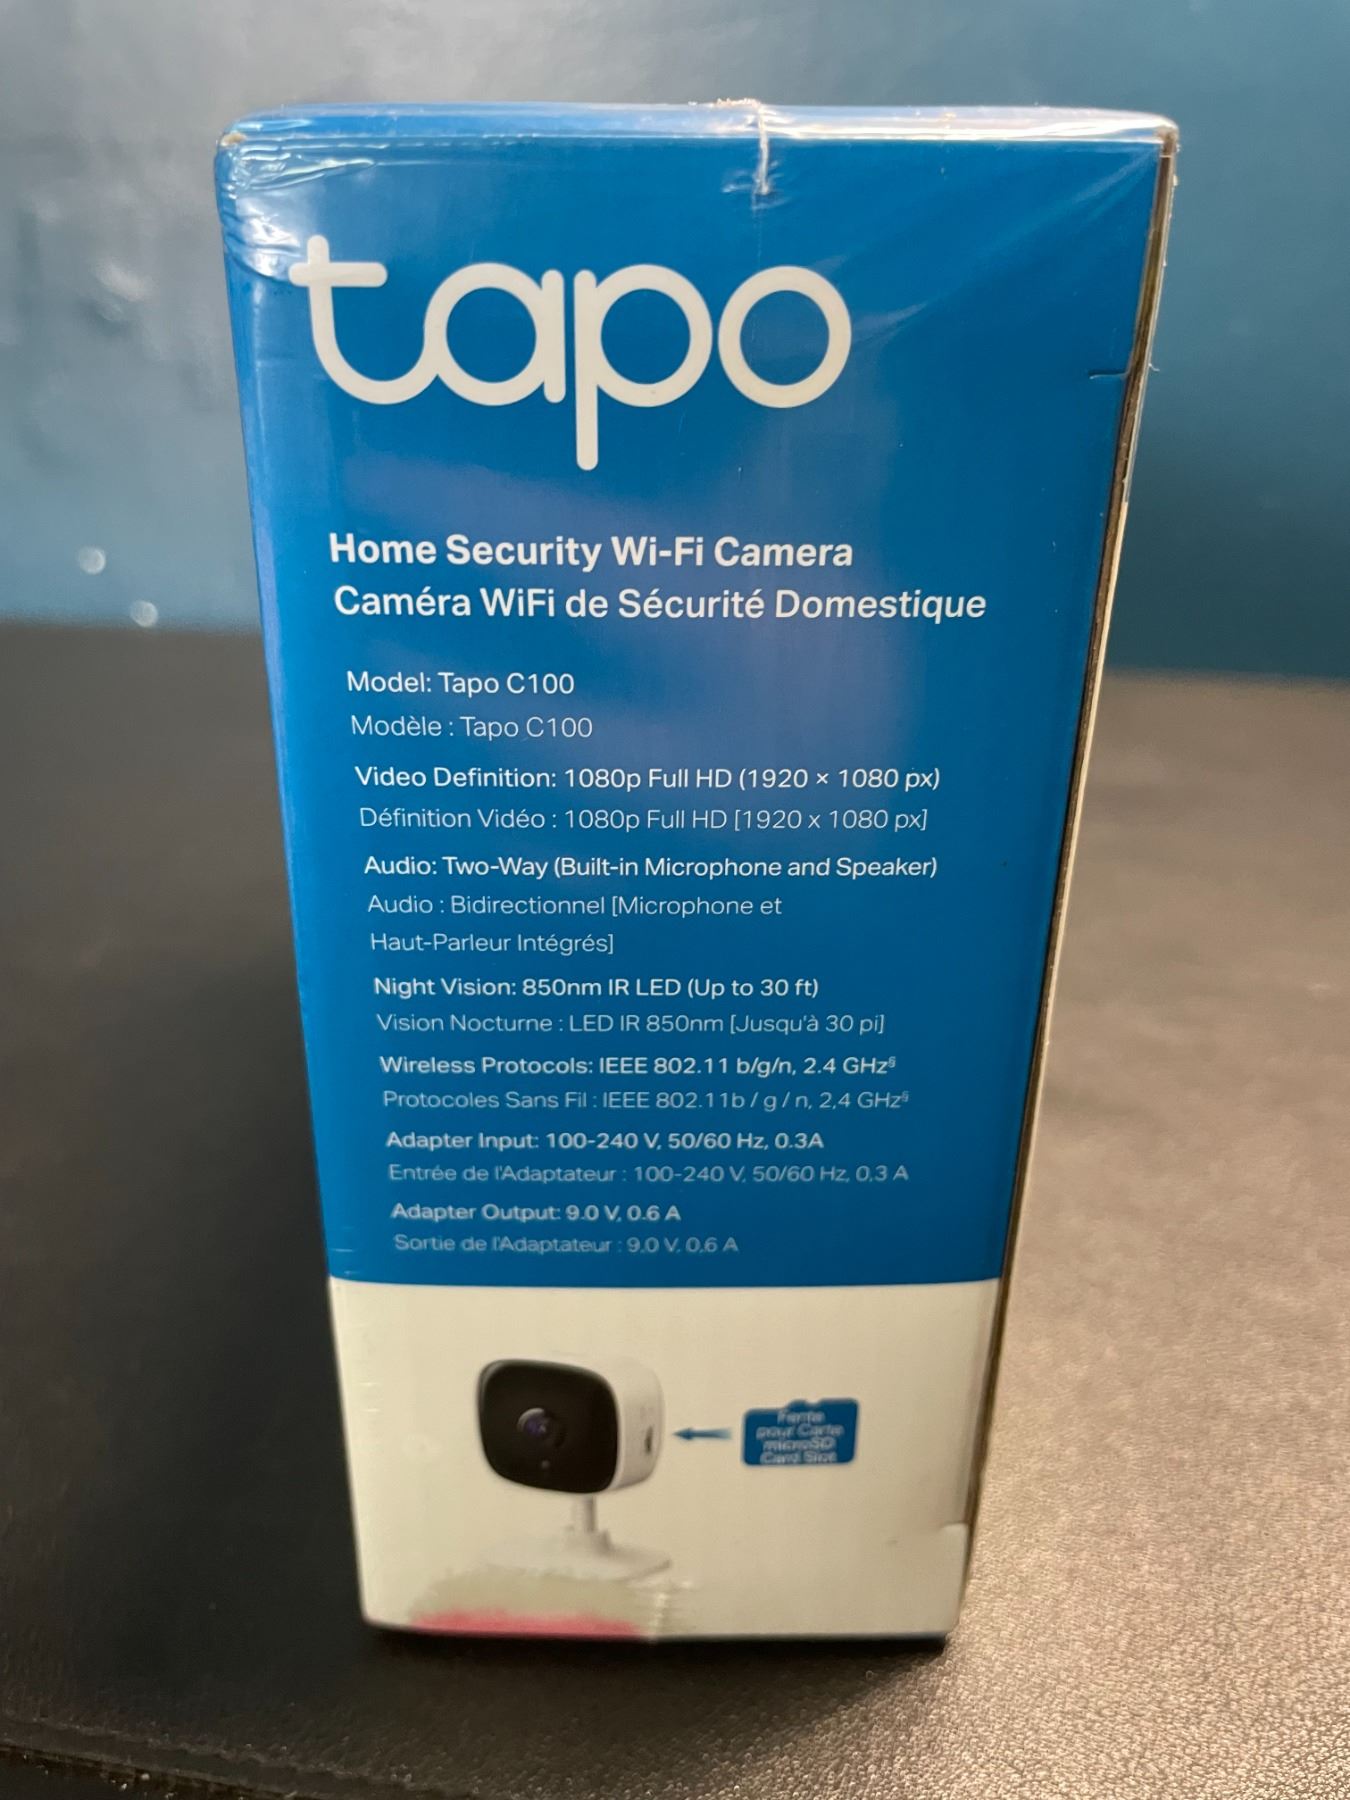 tapo
Home Security Wi-Fi Camera
Caméra WiFi de Sécurité Domestique
Model: Tapo C100
Modèle : Tapo C100
Video Definition: 1080p Full HD (1920 × 1080 px)
Définition Vidéo : 1080p Full HD [1920 x 1080 px]
Audio: Two-Way (Built-in Microphone and Speaker)
Audio : Bidirectionnel [Microphone et
Haut-Parleur Intégrés]
Night Vision: 850nm IR LED (Up to 30 ft)
Vision Nocturne : LED IR 850nm [Jusqu'à 30 pi]
Wireless Protocols: IEEE 802.11 b/g/n, 2.4 GHz§
Protocoles Sans Fil : IEEE 802.11b / g / n, 2,4 GHz§
Adapter Input: 100-240 V, 50/60 Hz, 0.3A
Entrée de l'Adaptateur : 100-240 V, 50/60 Hz, 0,3 A
Adapter Output: 9.0 V, 0.6 A
Sortie de l'Adaptateur : 9,0 V, 0,6 A
Fente
pour Carte
microSD
Card Slot